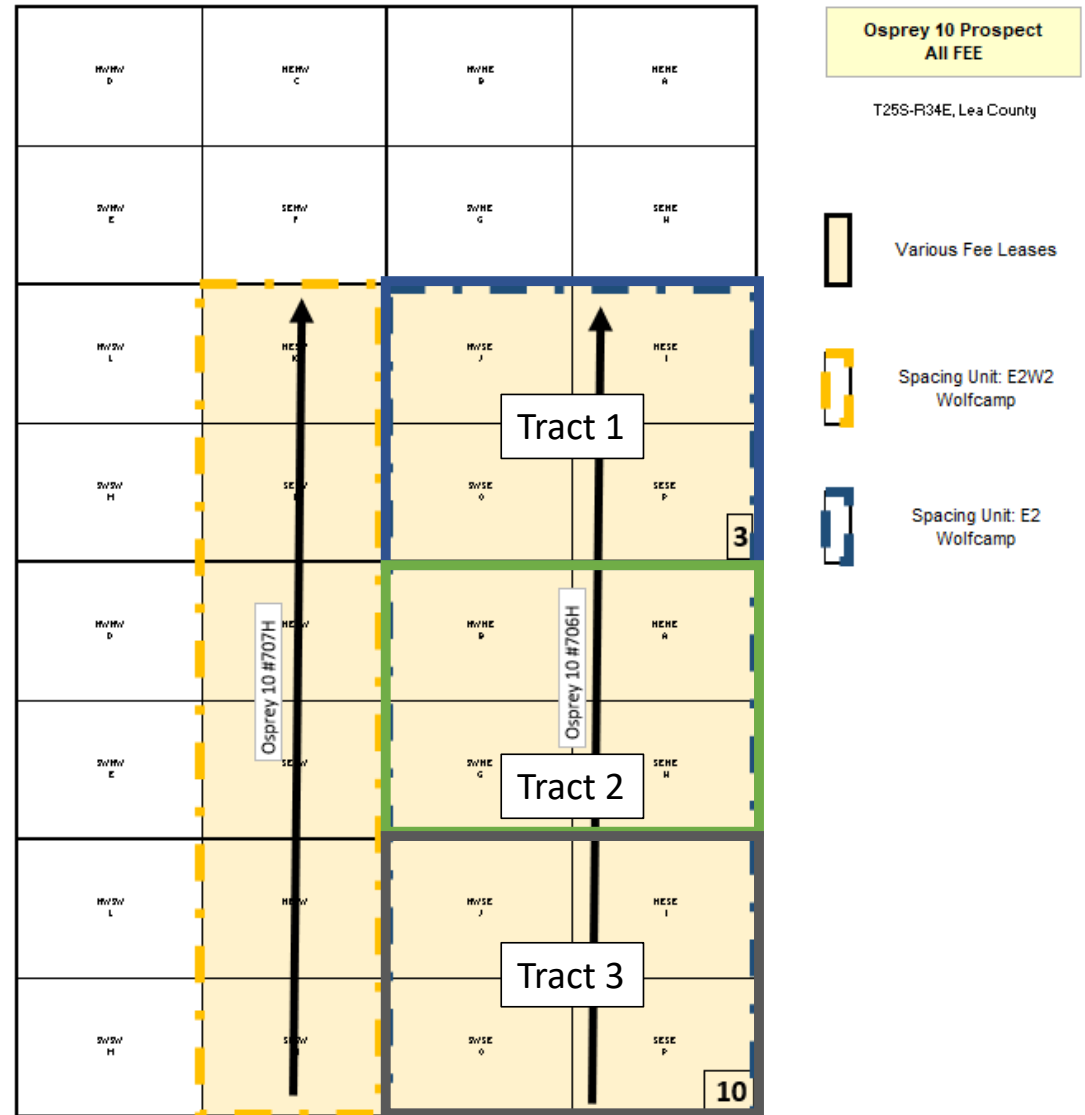 Osprey 10 Prospect
All FEE
T25S-R34E, Lea County
Various Fee Leases
Spacing Unit: E2W2
Wolfcamp
Spacing Unit: E2
Wolfcamp
NWNW
D
NENW
C
NWNE
B
NENE
A
SWNW
E
SENW
F
SWNE
G
SENE
H
NWSW
L
NWSE
J
NESE
I
Tract 1
SWSW
M
SWSE
O
SESE
P
3
NWNW
D
Osprey 10 #707H
NWNE
B
Osprey 10 #706H
NENE
A
SWNW
E
SWNE
G
SENE
H
Tract 2
NWSW
L
NWSE
J
NESE
I
Tract 3
SWSW
M
SWSE
O
SESE
P
10